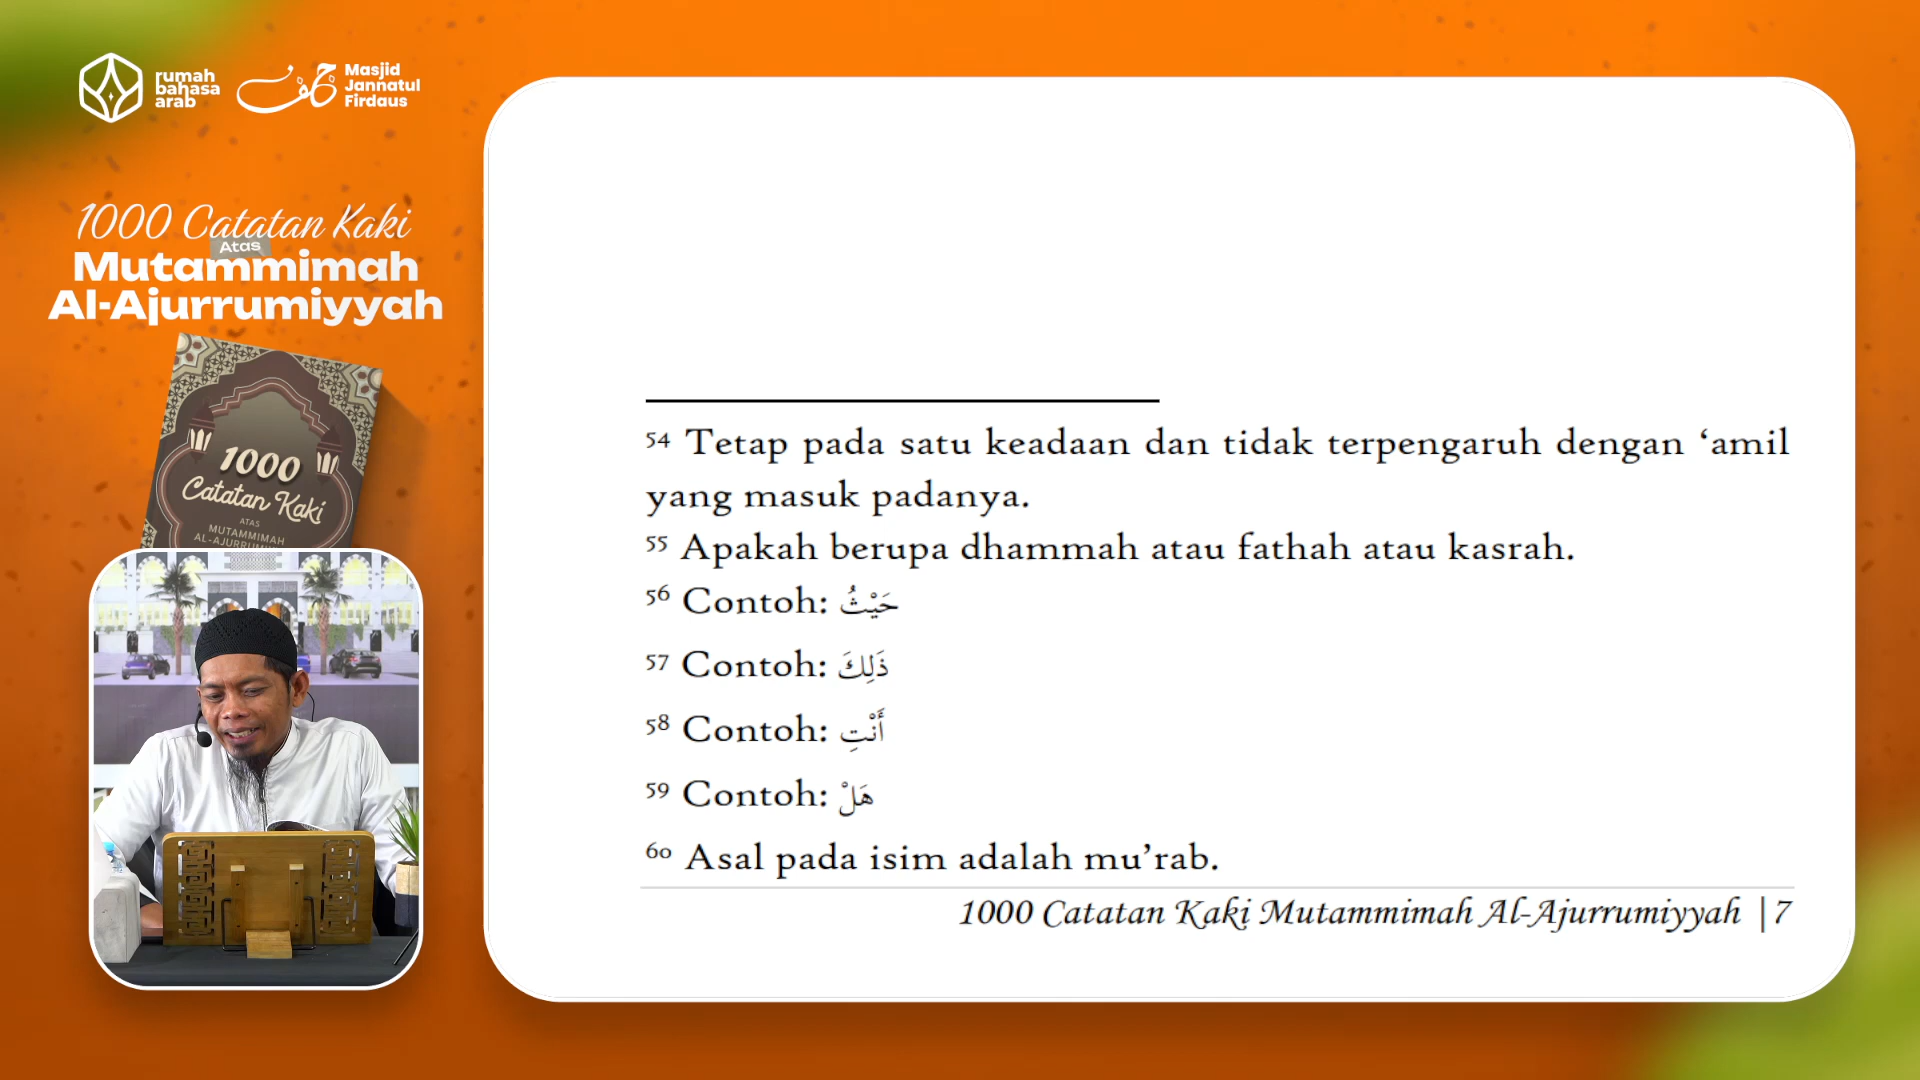 rumah
bahasa
arab
Masjid
Jannatul
Firdaus
1000 Catatan Kaki
Atas
Mutammimah
Al-Ajurrumiyyah
1000
Catatan Kaki
ATAS
MUTAMMIMAH
54 Tetap pada satu keadaan dan tidak terpengaruh dengan ‘amil
yang masuk padanya.
55 Apakah berupa dhammah atau fathah atau kasrah.
56 Contoh: حَيْثُ
57 Contoh: ذَلِكَ
58 Contoh: أَنْتِ
59 Contoh: هَلْ
60 Asal pada isim adalah mu’rab.
1000 Catatan Kaki Mutammimah Al-Ajurrumiyyah |7